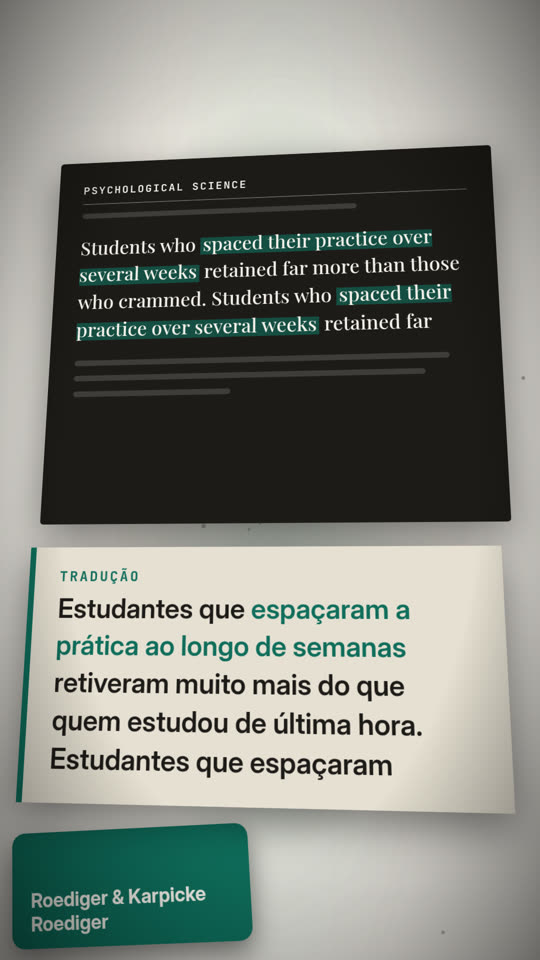 PSYCHOLOGICAL SCIENCE
Students who spaced their practice over
several weeks retained far more than those
who crammed. Students who spaced their
practice over several weeks retained far
TRADUÇÃO
Estudantes que espaçaram a
prática ao longo de semanas
retiveram muito mais do que
quem estudou de última hora.
Estudantes que espaçaram
Roediger & Karpicke
Roediger